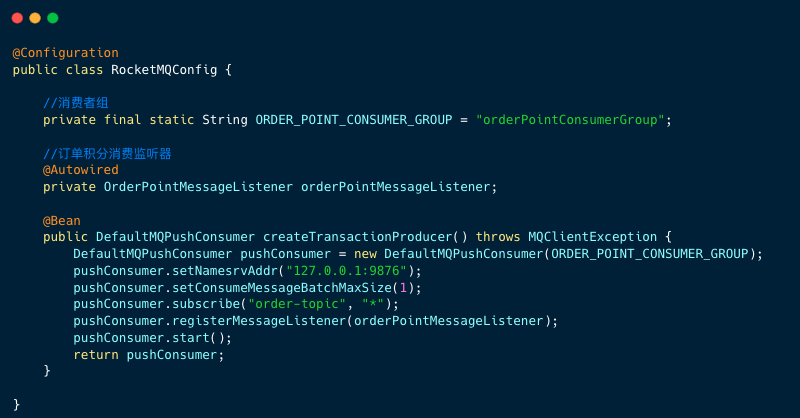 @Configuration
public class RocketMQConfig {
//消费者组
private final static String ORDER_POINT_CONSUMER_GROUP = "orderPointConsumerGroup";
//订单积分消费监听器
@Autowired
private OrderPointMessageListener orderPointMessageListener;
@Bean
public DefaultMQPushConsumer createTransactionProducer() throws MQClientException {
DefaultMQPushConsumer pushConsumer = new DefaultMQPushConsumer(ORDER_POINT_CONSUMER_GROUP);
pushConsumer.setNamesrvAddr("127.0.0.1:9876");
pushConsumer.setConsumeMessageBatchMaxSize(1);
pushConsumer.subscribe("order-topic", "*");
pushConsumer.registerMessageListener(orderPointMessageListener);
pushConsumer.start();
return pushConsumer;
}
}